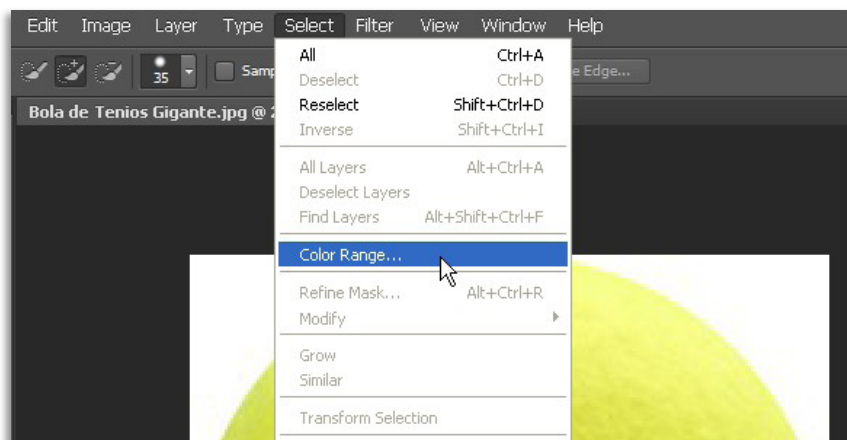 Edit Image Layer Type Select Filter View Window Help
35 Samp e Edge...
Bola de Tenios Gigante.jpg @ 2
All Ctrl+A
Deselect Ctrl+D
Reselect Shift+Ctrl+D
Inverse Shift+Ctrl+I
All Layers Alt+Ctrl+A
Deselect Layers
Find Layers Alt+Shift+Ctrl+F
Color Range...
Refine Mask... Alt+Ctrl+R
Modify
Grow
Similar
Transform Selection